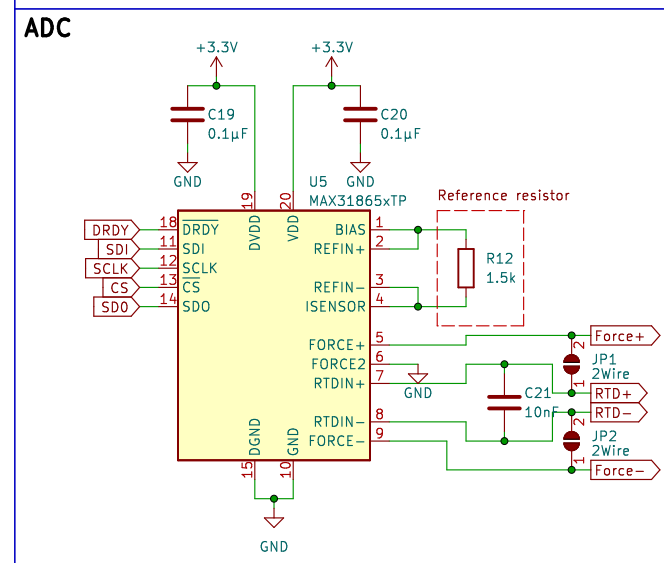 ADC
+3.3V
+3.3V
C19
0.1µF
C20
0.1µF
GND
GND
U5
MAX31865xTP
19
20
DVDD
VDD
Reference resistor
DRDY
18
DRDY
SDI
11
SDI
SCLK
12
SCLK
CS
13
CS
SDO
14
SDO
BIAS
1
REFIN+
2
REFIN-
3
ISENSOR
4
R12
1.5k
FORCE+
5
FORCE2
6
RTDIN+
7
GND
RTDIN-
8
FORCE-
9
C21
10nF
Force+
2
JP1
2Wire
1
RTD+
RTD-
2
JP2
2Wire
1
Force-
DGND
GND
15
10
GND